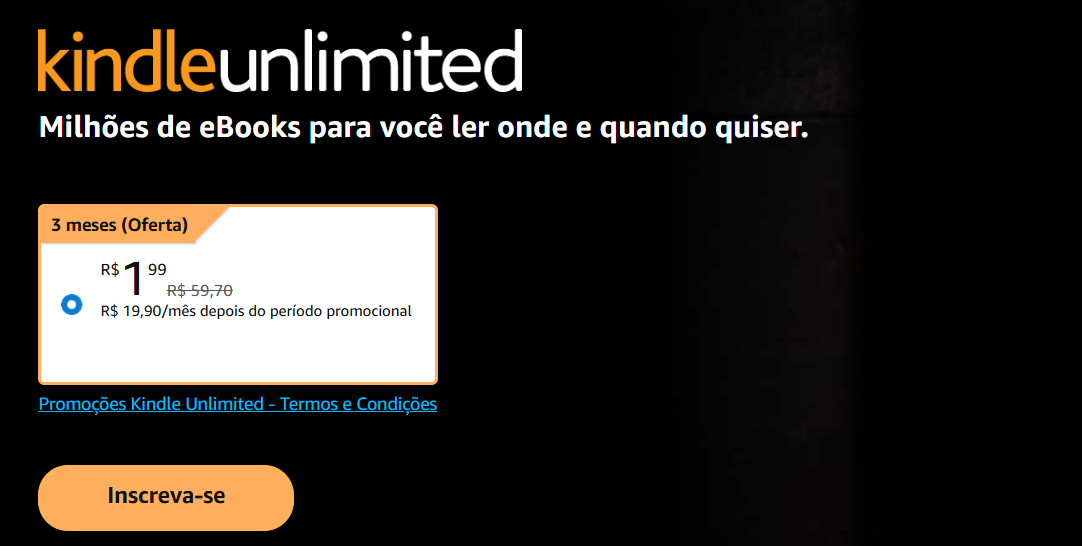 kindleunlimited
Milhões de eBooks para você ler onde e quando quiser.
3 meses (Oferta)
R$ 1 99
R$ 59,70
R$ 19,90/mês depois do período promocional
Promoções Kindle Unlimited - Termos e Condições
Inscreva-se